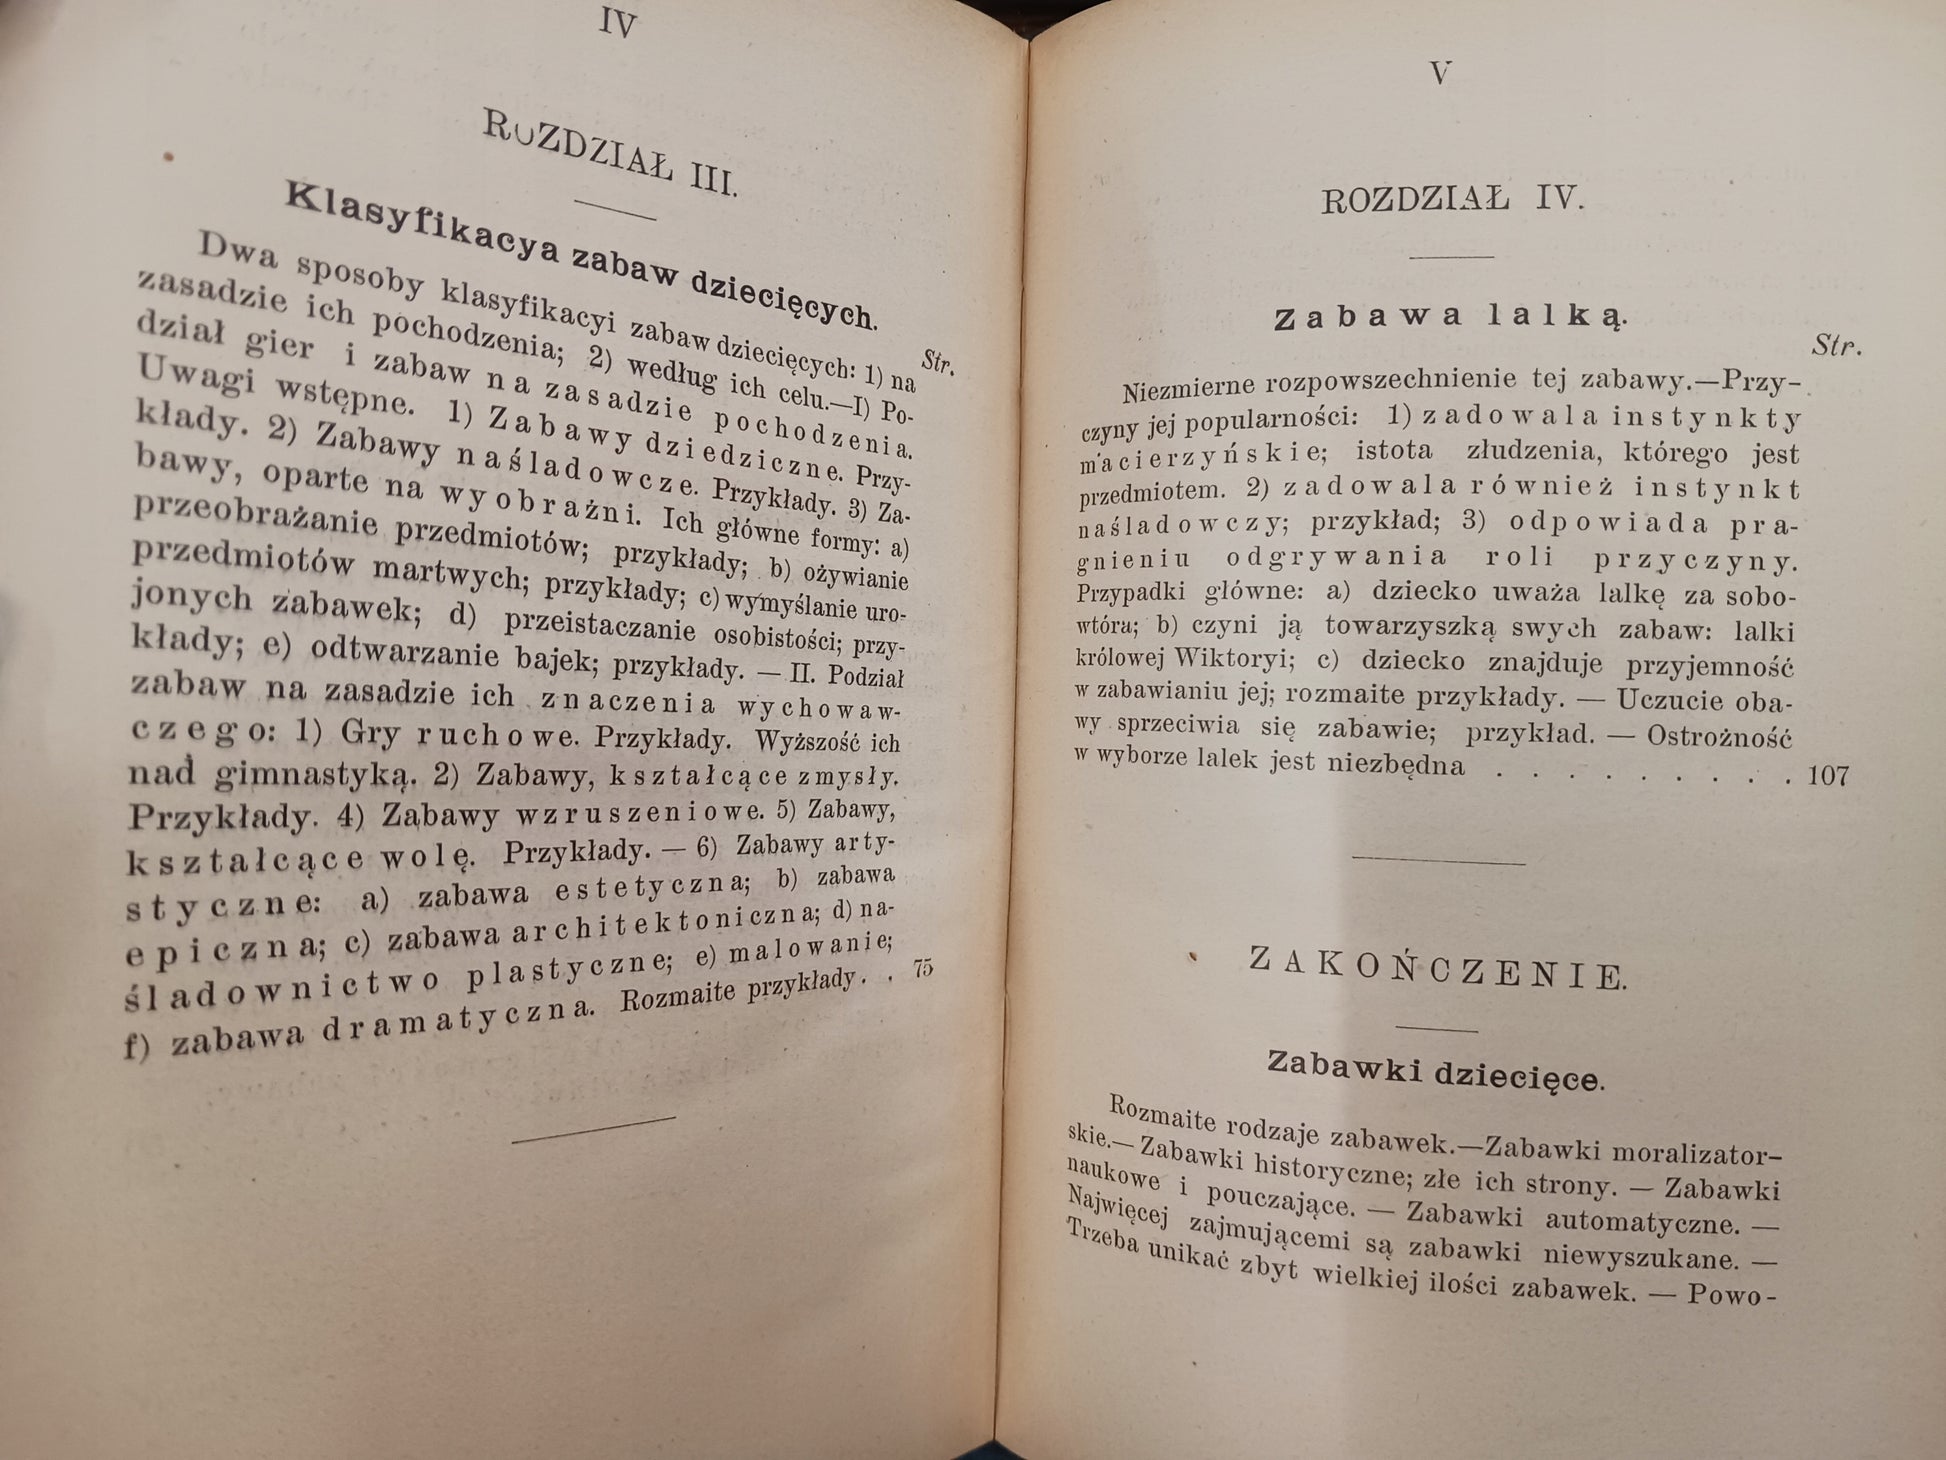 IV
ROZDZIAŁ III.
Klasyfikacya zabaw dziecięcych.
Str.
Dwa sposoby klasyfikacyi zabaw dziecięcych: 1) na
zasadzie ich pochodzenia; 2) według ich celu.—I) Po-
dział gier i zabaw na zasadzie pochodzenia.
Uwagi wstępne. 1) Zabawy dziedziczne. Przy-
kłady. 2) Zabawy naśladowcze. Przykłady. 3) Za-
bawy, oparte na wyobraźni. Ich główne formy: a)
przeobrażanie przedmiotów; przykłady; b) ożywianie
przedmiotów martwych; przykłady; c) wymyślanie uro-
jonych zabawek; d) przeistaczanie osobistości; przy-
kłady; e) odtwarzanie bajek; przykłady. — II. Podział
zabaw na zasadzie ich znaczenia wychowaw-
czego: 1) Gry ruchowe. Przykłady. Wyższość ich
nad gimnastyką. 2) Zabawy, kształcące zmysły.
Przykłady. 4) Zabawy wzruszeniowe. 5) Zabawy,
kształcące wolę. Przykłady. — 6) Zabawy arty-
styczne: a) zabawa estetyczna; b) zabawa
epiczna; c) zabawa architektoniczna; d) na-
śladownictwo plastyczne; e) malowanie;
f) zabawa dramatyczna. Rozmaite przykłady . . 75
V
ROZDZIAŁ IV.
Zabawa lalką.
Str.
Niezmierne rozpowszechnienie tej zabawy.—Przy-
czyny jej popularności: 1) zadowala instynkty
macierzyńskie; istota złudzenia, którego jest
przedmiotem. 2) zadowala również instynkt
naśladowczy; przykład; 3) odpowiada pra-
gnieniu odgrywania roli przyczyny.
Przypadki główne: a) dziecko uważa lalkę za sobo-
wtóra; b) czyni ją towarzyszką swych zabaw: lalki
królowej Wiktoryi; c) dziecko znajduje przyjemność
w zabawianiu jej; rozmaite przykłady. — Uczucie oba-
wy sprzeciwia się zabawie; przykład. — Ostrożność
w wyborze lalek jest niezbędna . . . . . . . . . 107
ZAKOŃCZENIE.
Zabawki dziecięce.
Rozmaite rodzaje zabawek.—Zabawki moralizator-
skie.—Zabawki historyczne; złe ich strony. — Zabawki
naukowe i pouczające. — Zabawki automatyczne. —
Najwięcej zajmującemi są zabawki niewyszukane. —
Trzeba unikać zbyt wielkiej ilości zabawek. — Powo-